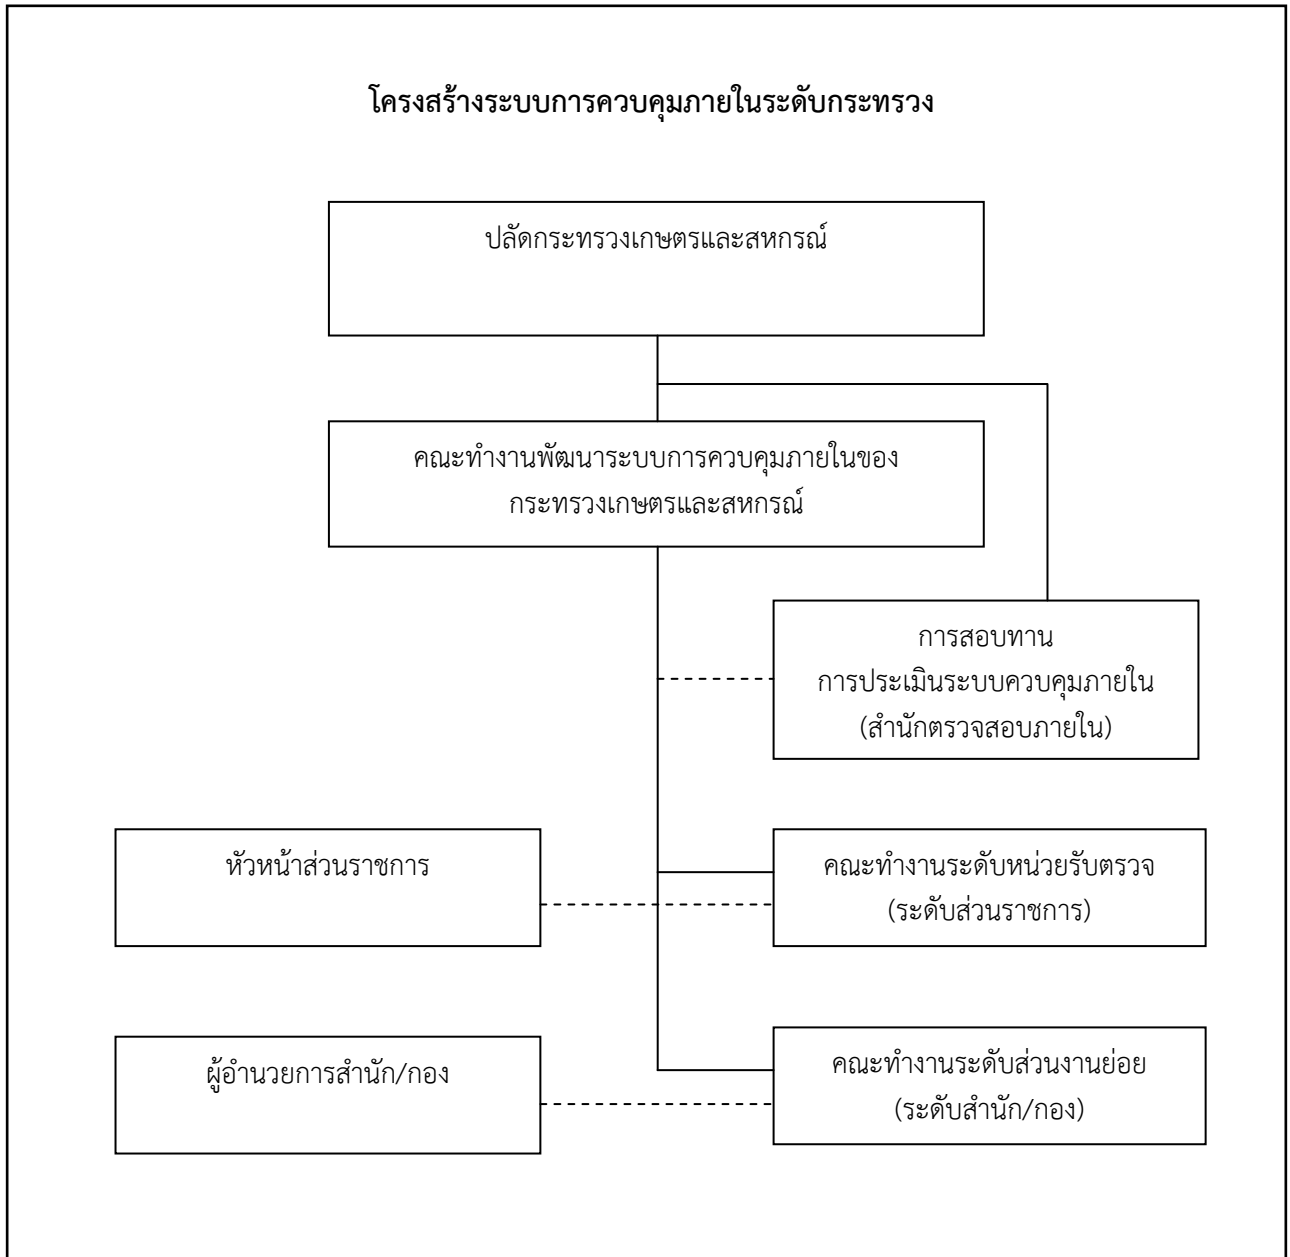 โครงสร้างระบบการควบคุมภายในระดับกระทรวง
ปลัดกระทรวงเกษตรและสหกรณ์
คณะทำงานพัฒนาระบบการควบคุมภายในของ
กระทรวงเกษตรและสหกรณ์
การสอบทาน
การประเมินระบบควบคุมภายใน
(สำนักตรวจสอบภายใน)
หัวหน้าส่วนราชการ
คณะทำงานระดับหน่วยรับตรวจ
(ระดับส่วนราชการ)
ผู้อำนวยการสำนัก/กอง
คณะทำงานระดับส่วนงานย่อย
(ระดับสำนัก/กอง)